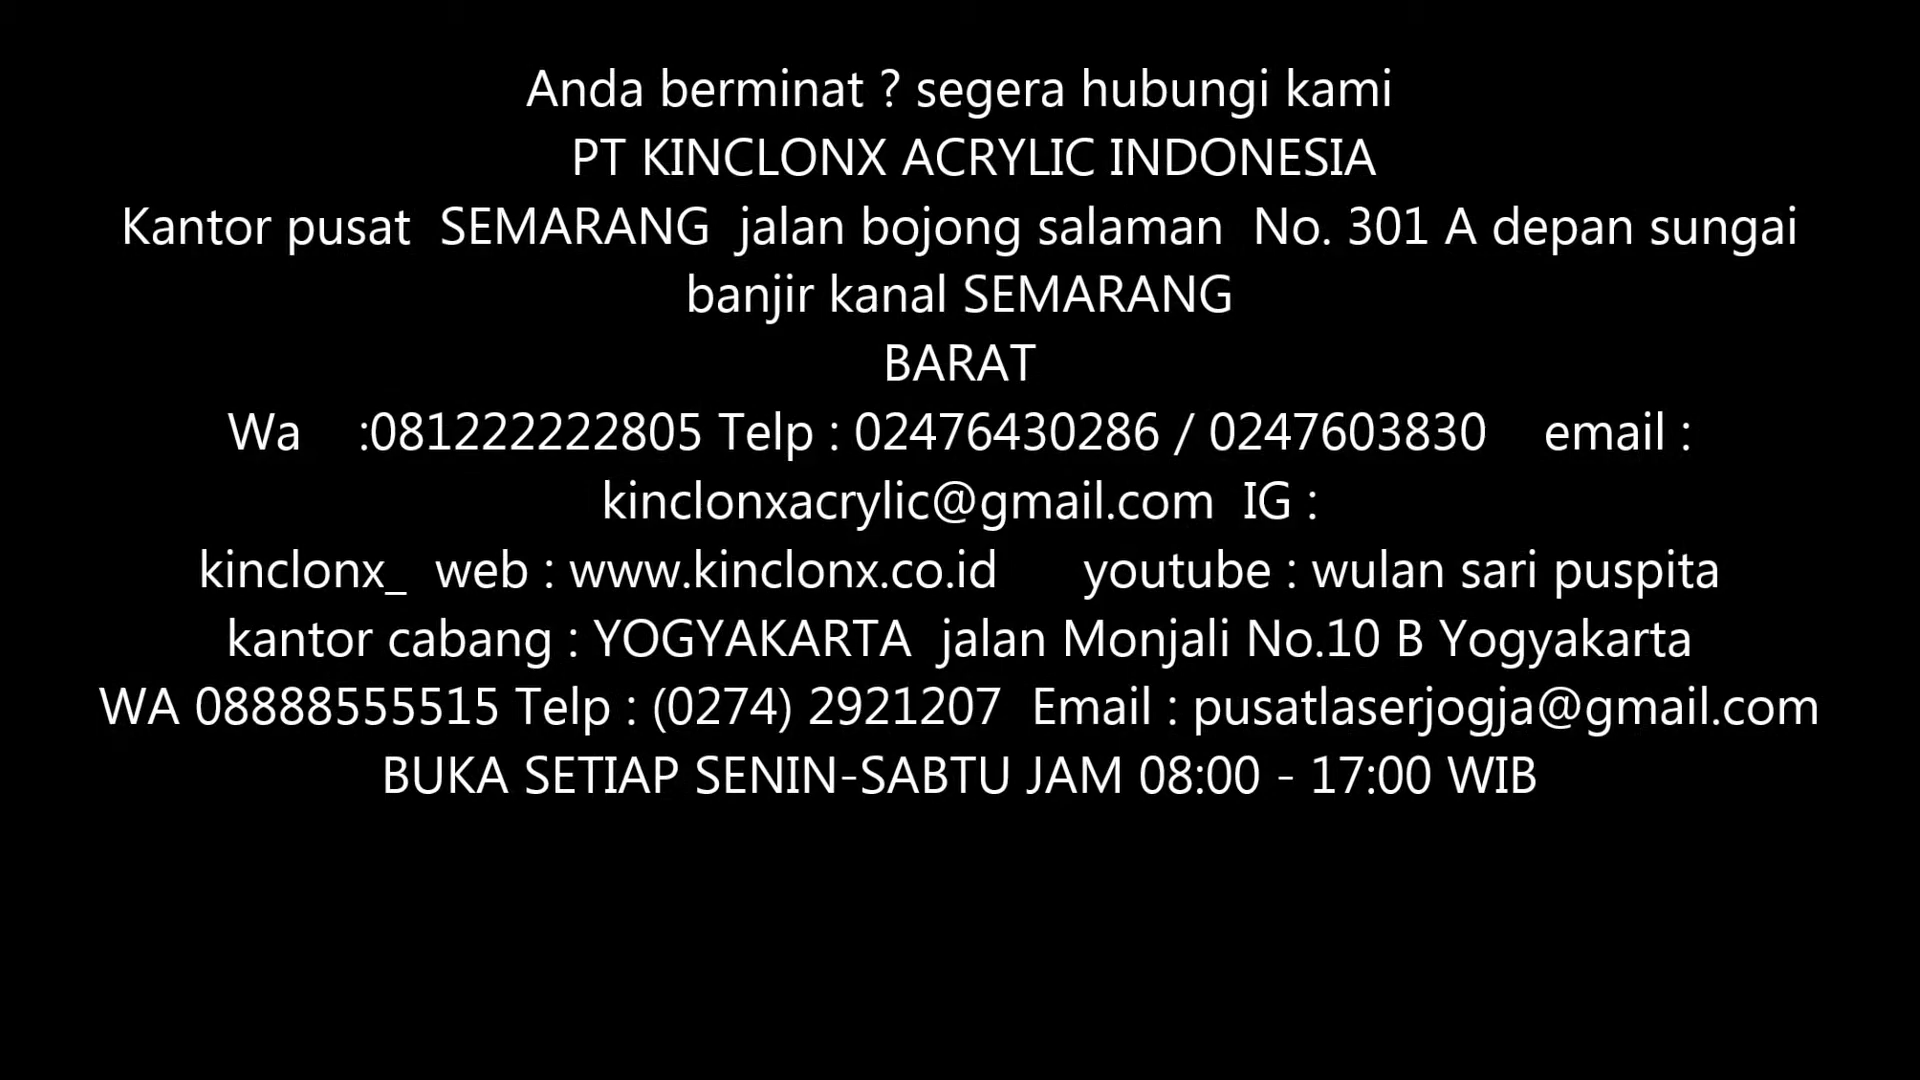 Anda berminat ? segera hubungi kami
PT KINCLONX ACRYLIC INDONESIA
Kantor pusat  SEMARANG  jalan bojong salaman  No. 301 A depan sungai
banjir kanal SEMARANG
BARAT
Wa    :081222222805 Telp : 02476430286 / 0247603830    email :
kinclonxacrylic@gmail.com  IG :
kinclonx_  web : www.kinclonx.co.id      youtube : wulan sari puspita
kantor cabang : YOGYAKARTA  jalan Monjali No.10 B Yogyakarta
WA 08888555515 Telp : (0274) 2921207  Email : pusatlaserjogja@gmail.com
BUKA SETIAP SENIN-SABTU JAM 08:00 - 17:00 WIB